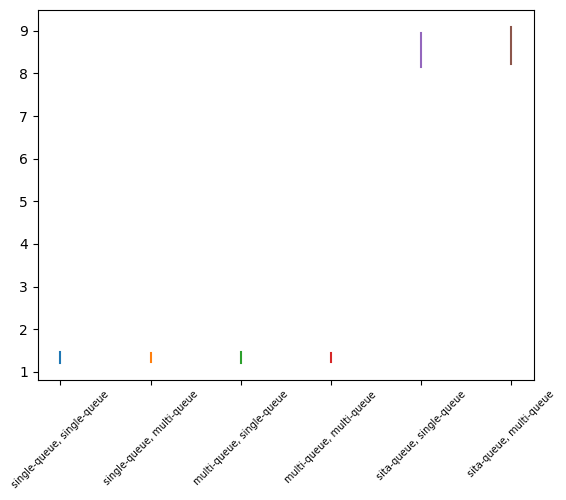 9
8
7
6
5
4
3
2
1
single-queue, single-queue
single-queue, multi-queue
multi-queue, single-queue
multi-queue, multi-queue
sita-queue, single-queue
sita-queue, multi-queue